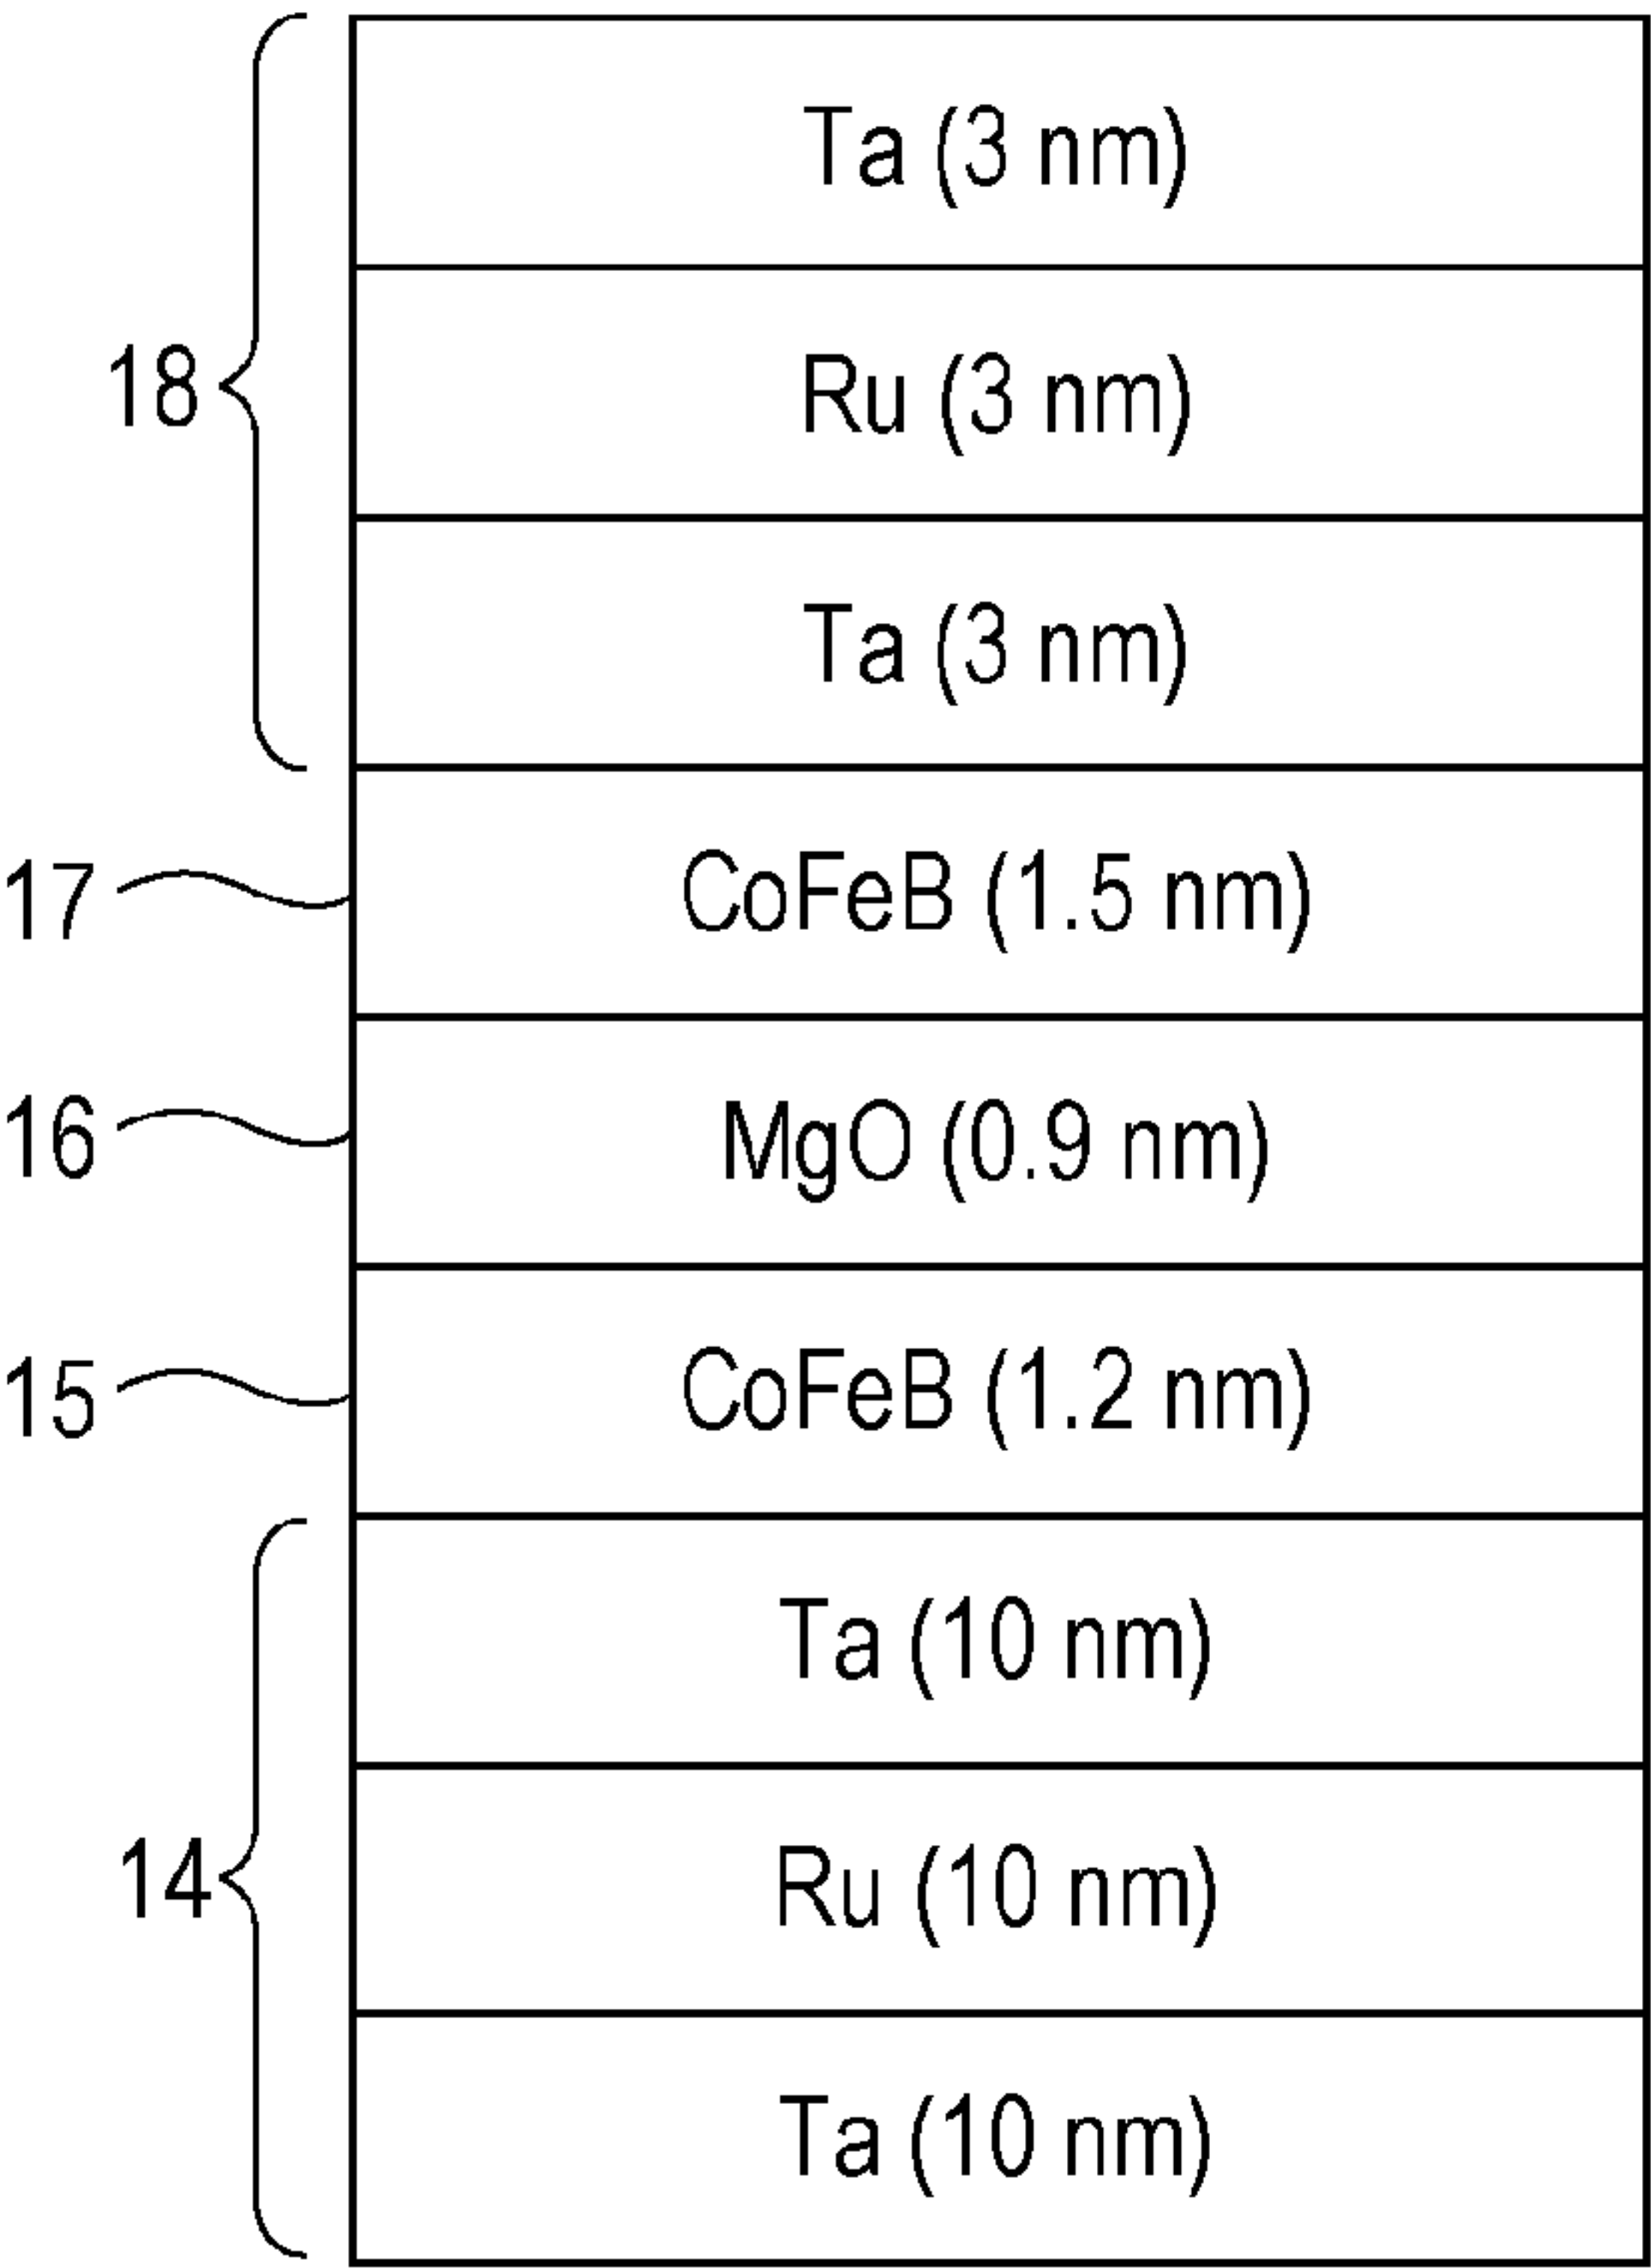 Ta (3 nm)
18
Ru (3 nm)
Ta (3 nm)
17
CoFeB (1.5 nm)
16
MgO (0.9 nm)
15
CoFeB (1.2 nm)
Ta (10 nm)
14
Ru (10 nm)
Ta (10 nm)